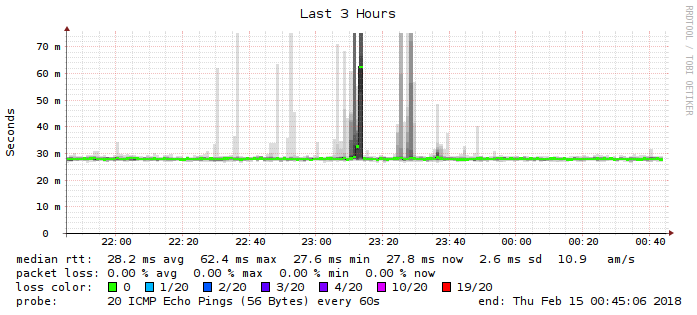 Last 3 Hours
RRDTOOL / TOBI OETIKER
Seconds
70 m
60 m
50 m
40 m
30 m
20 m
10 m
0
22:00 22:20 22:40 23:00 23:20 23:40 00:00 00:20 00:40
median rtt: 28.2 ms avg 62.4 ms max 27.6 ms min 27.8 ms now 2.6 ms sd 10.9 am/s
packet loss: 0.00 % avg 0.00 % max 0.00 % min 0.00 % now
loss color: 0 1/20 2/20 3/20 4/20 10/20 19/20
probe: 20 ICMP Echo Pings (56 Bytes) every 60s end: Thu Feb 15 00:45:06 2018